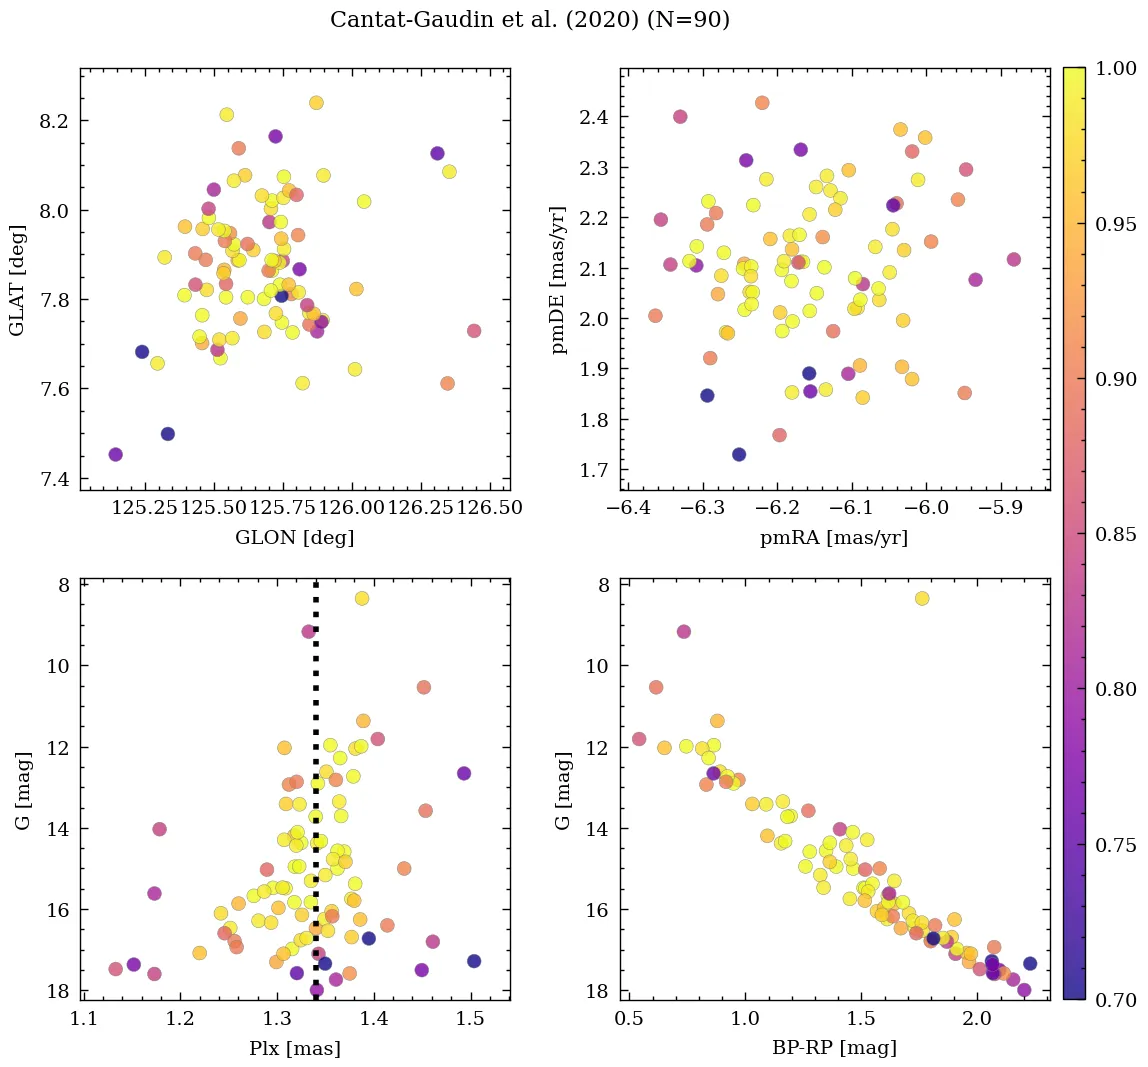 Cantat-Gaudin et al. (2020) (N=90)
8.2
8.0
7.8
7.6
7.4
GLAT [deg]
125.25 125.50 125.75 126.00 126.25 126.50
GLON [deg]
2.4
2.3
2.2
2.1
2.0
1.9
1.8
1.7
pmDE [mas/yr]
−6.4 −6.3 −6.2 −6.1 −6.0 −5.9
pmRA [mas/yr]
1.00
0.95
0.90
0.85
0.80
0.75
0.70
8
10
12
14
16
18
G [mag]
1.1 1.2 1.3 1.4 1.5
Plx [mas]
8
10
12
14
16
18
G [mag]
0.5 1.0 1.5 2.0
BP-RP [mag]